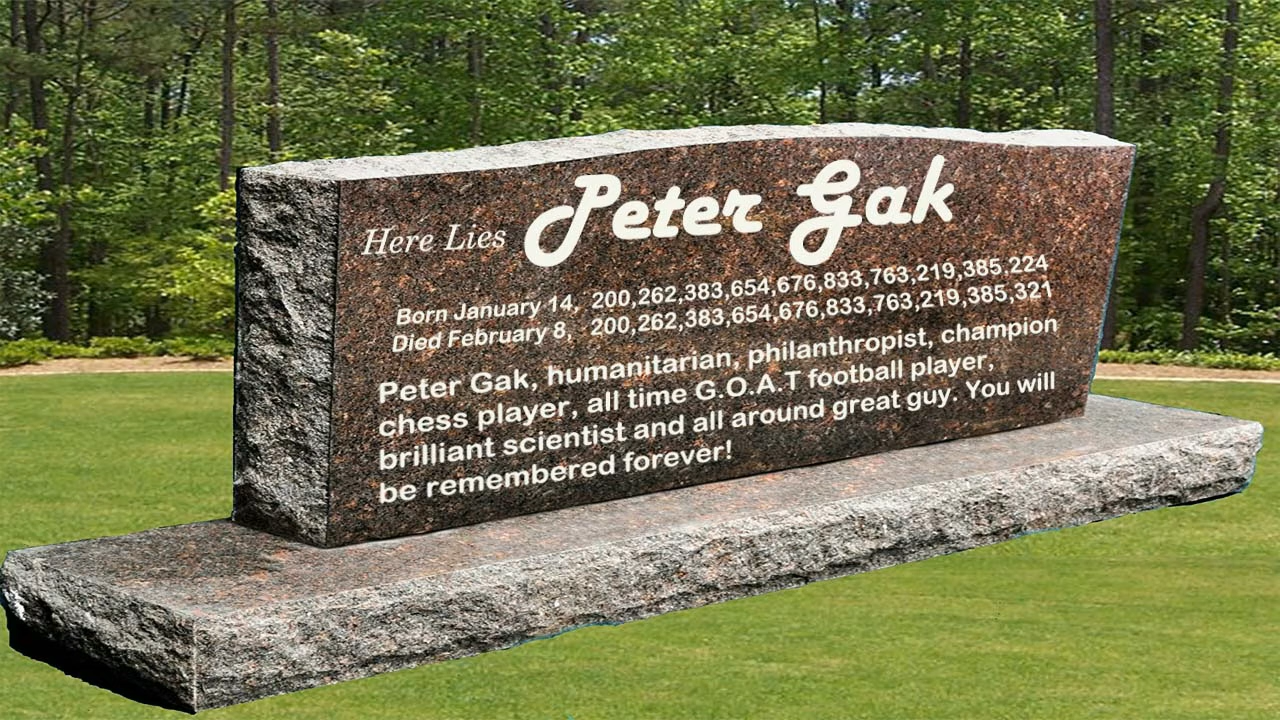 Here Lies Peter Gak
Born January 14, 200,262,383,654,676,833,763,219,385,224
Died February 8, 200,262,383,654,676,833,763,219,385,321
Peter Gak, humanitarian, philanthropist, champion
chess player, all time G.O.A.T football player,
brilliant scientist and all around great guy. You will
be remembered forever!